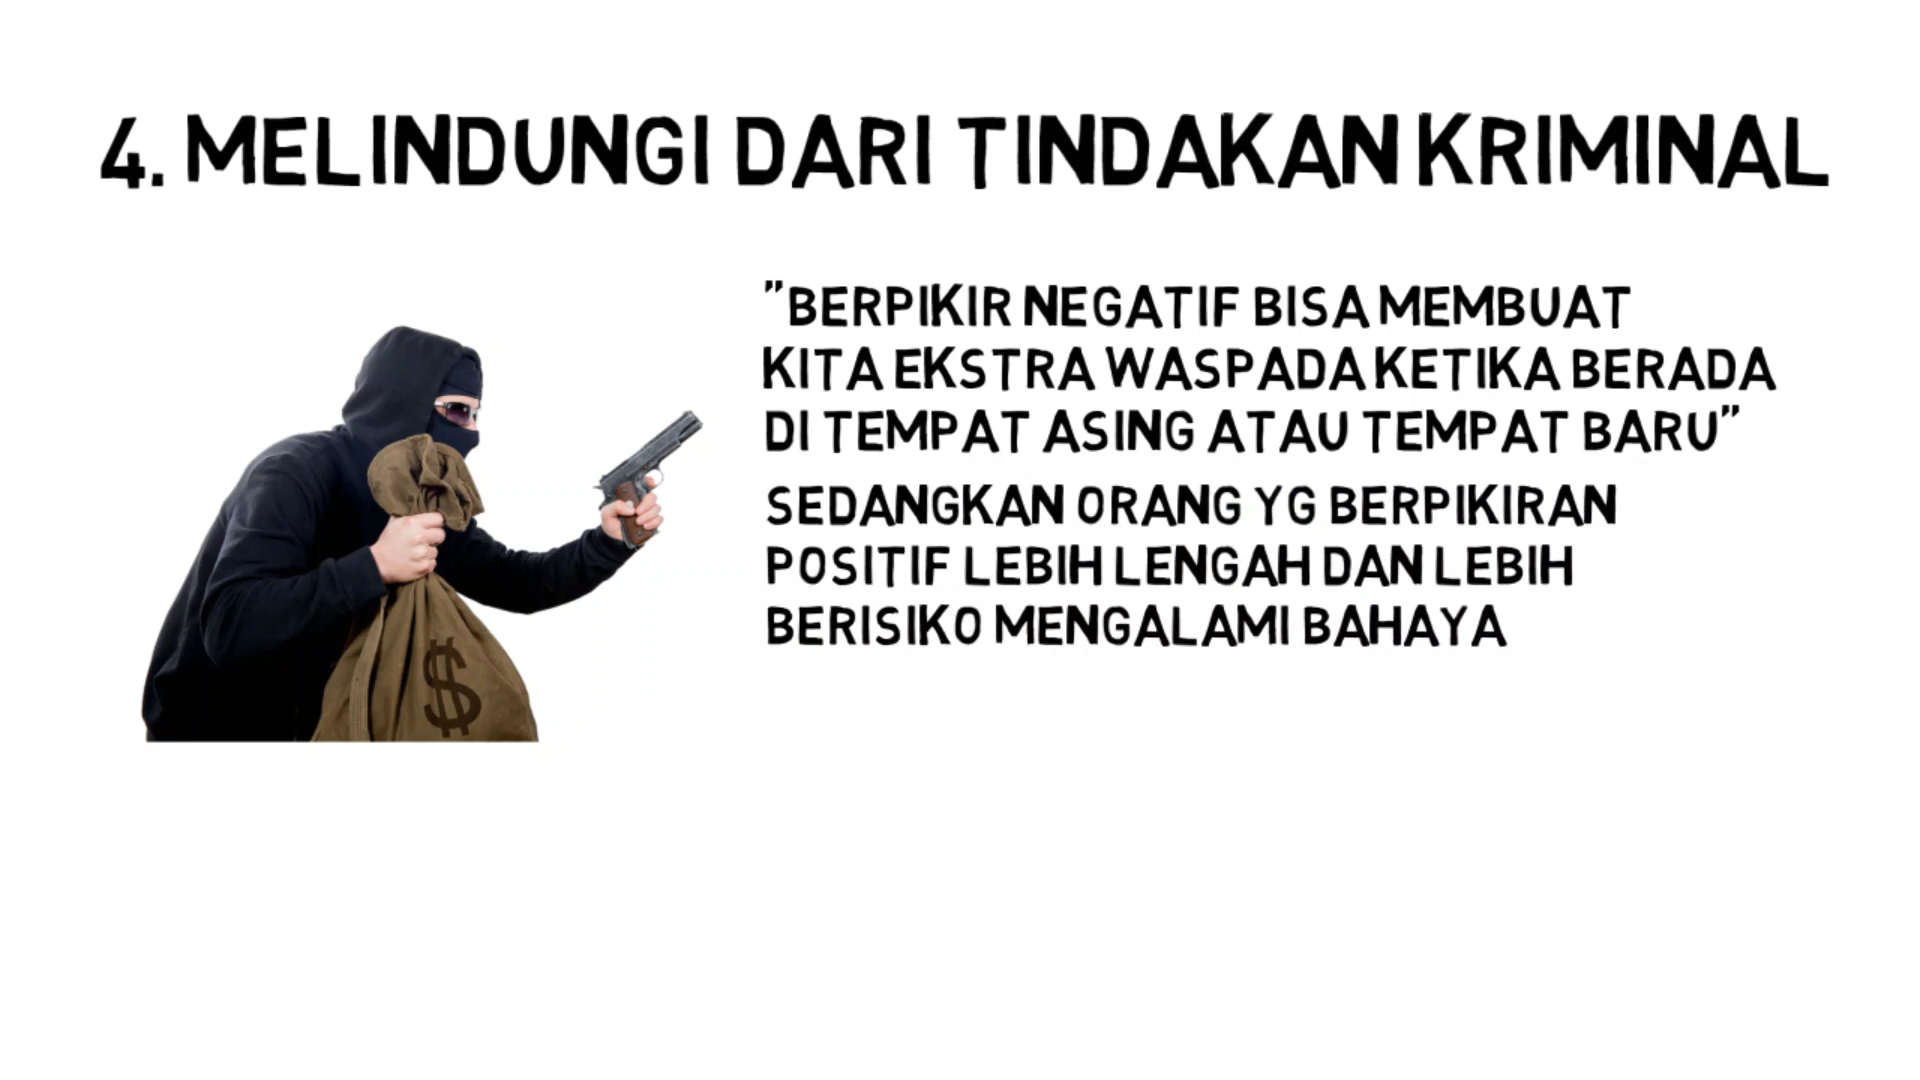 4. MELINDUNGI DARI TINDAKAN KRIMINAL
"BERPIKIR NEGATIF BISA MEMBUAT
KITA EKSTRA WASPADA KETIKA BERADA
DI TEMPAT ASING ATAU TEMPAT BARU"
SEDANGKAN ORANG YG BERPIKIRAN
POSITIF LEBIH LENGAH DAN LEBIH
BERISIKO MENGALAMI BAHAYA
$